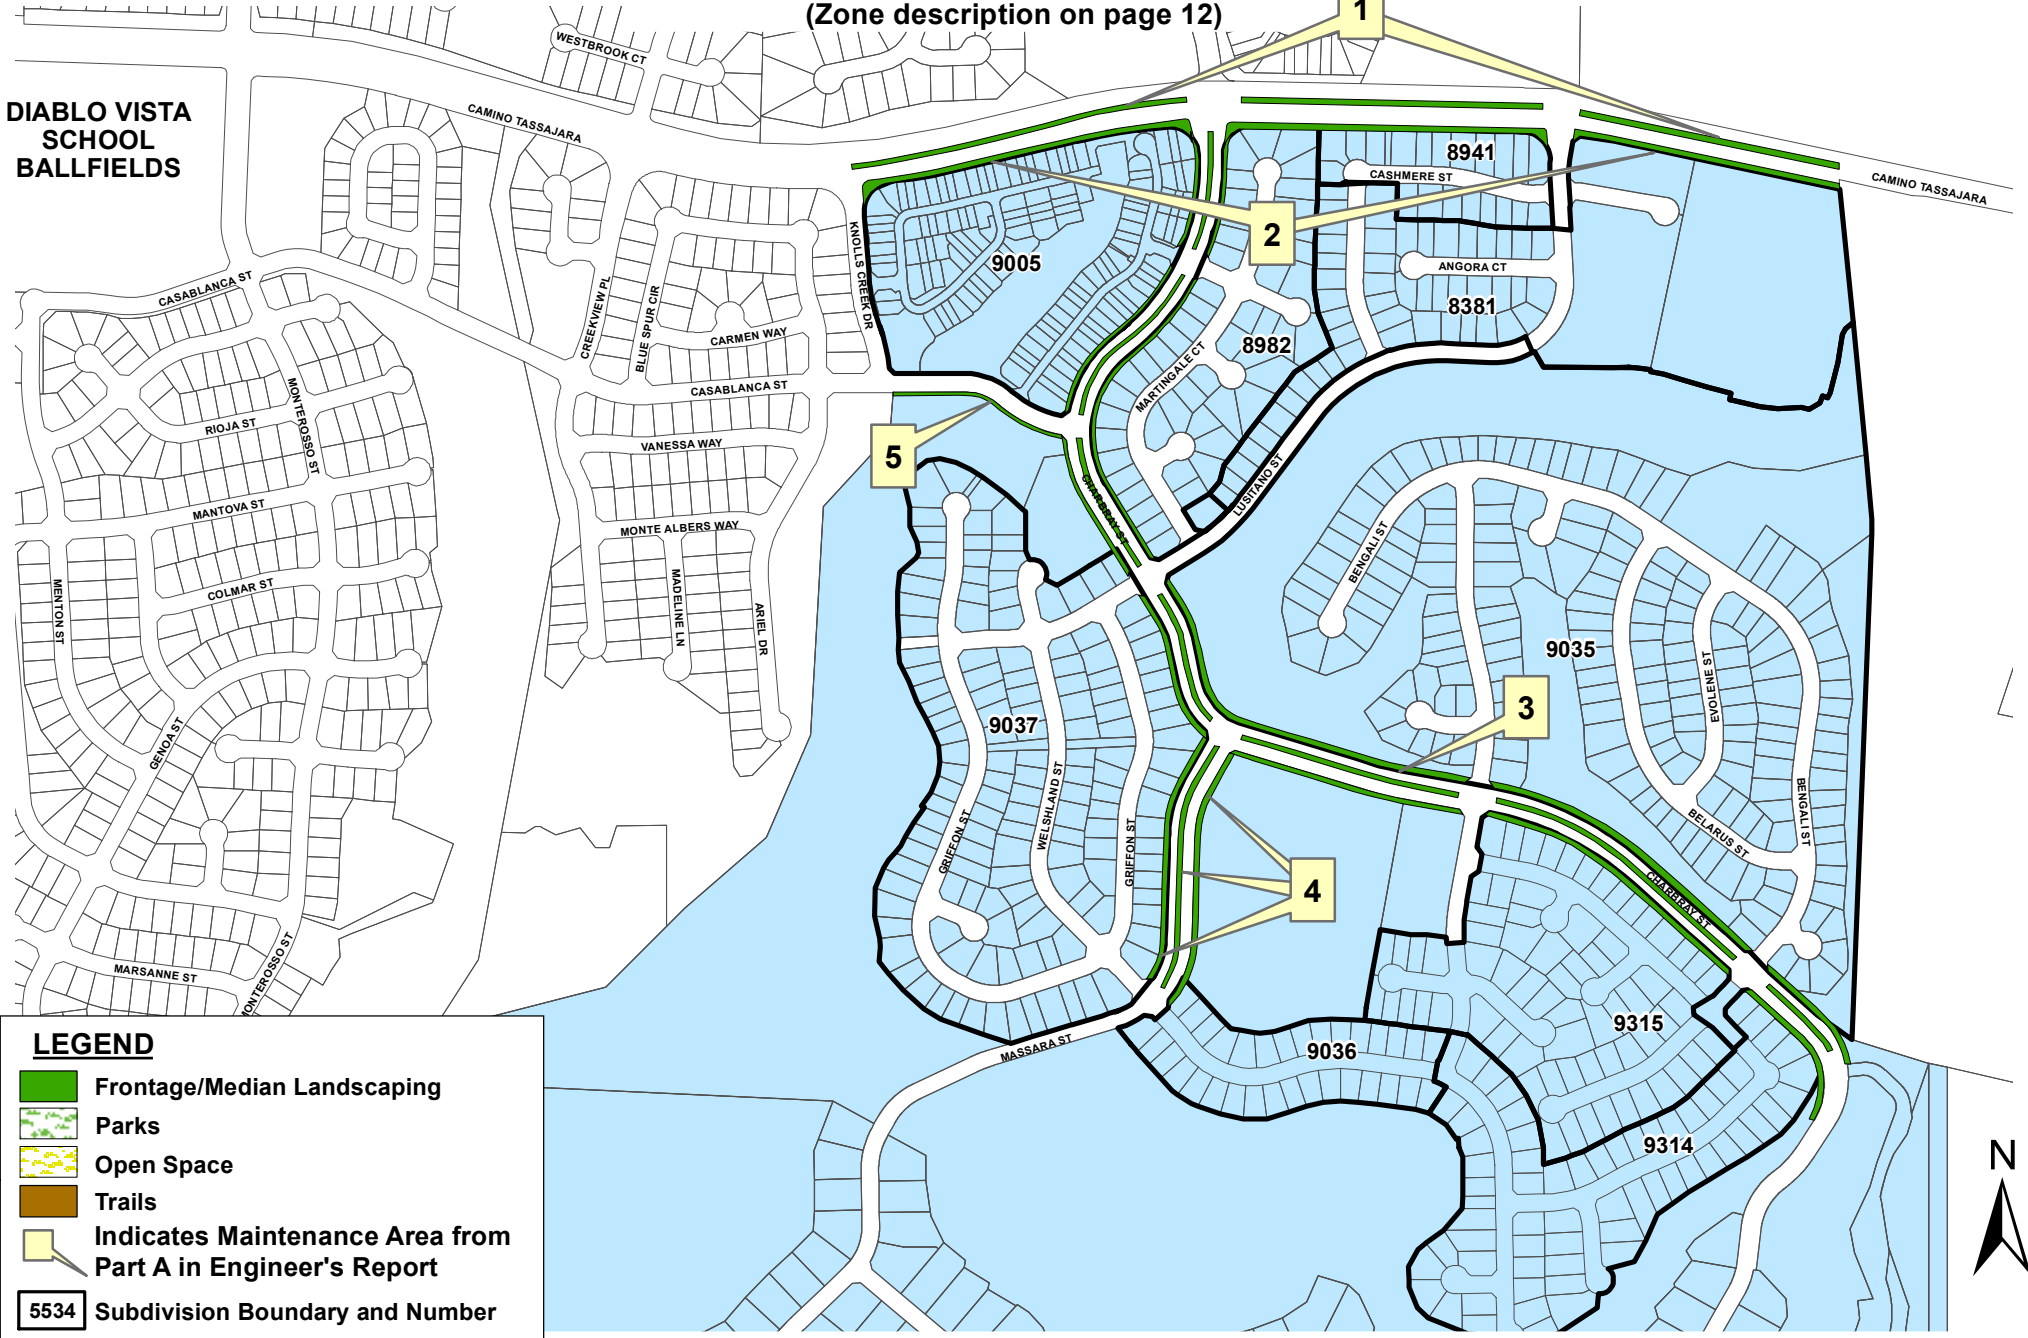 (Zone description on page 12)
1
WESTBROOK CT
DIABLO VISTA
SCHOOL
BALLFIELDS
CAMINO TASSAJARA
8941
CASHMERE ST
CAMINO TASSAJARA
2
KNOLLS CREEK DR
9005
ANGORA CT
CASABLANCA ST
8381
CREEKVIEW PL
BLUE SPUR CIR
CARMEN WAY
8982
MARTINGALE CT
CASABLANCA ST
MONTEROSSO ST
RIOJA ST
VANESSA WAY
5
LUSITANO ST
CHARBRAY ST
MANTOVA ST
MONTE ALBERS WAY
BENGALI ST
MENTON ST
COLMAR ST
MADELINE LN
ARIEL DR
9035
EVOLENE ST
3
9037
GENOA ST
WELSHLAND ST
GRIFFON ST
GRIFFON ST
BELARUS ST
BENGALI ST
4
CHARBRAY ST
MARSANNE ST
MONTEROSSO ST
9315
MASSARA ST
9036
9314
LEGEND
Frontage/Median Landscaping
Parks
Open Space
Trails
Indicates Maintenance Area from
Part A in Engineer's Report
5534 Subdivision Boundary and Number
N